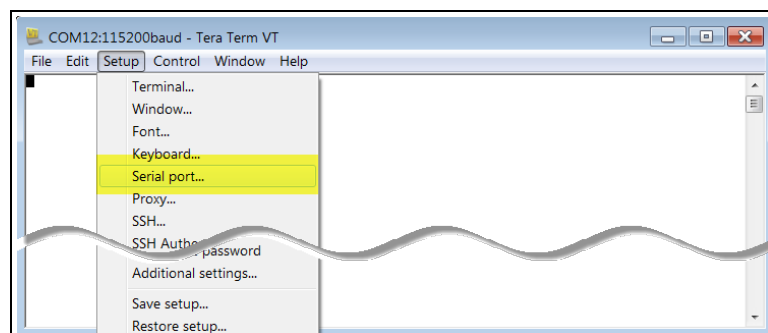 COM12:115200baud - Tera Term VT
File Edit Setup Control Window Help
Terminal...
Window...
Font...
Keyboard...
Serial port...
Proxy...
SSH...
SSH
password
Additional settings...
Save setup...
Restore setup...